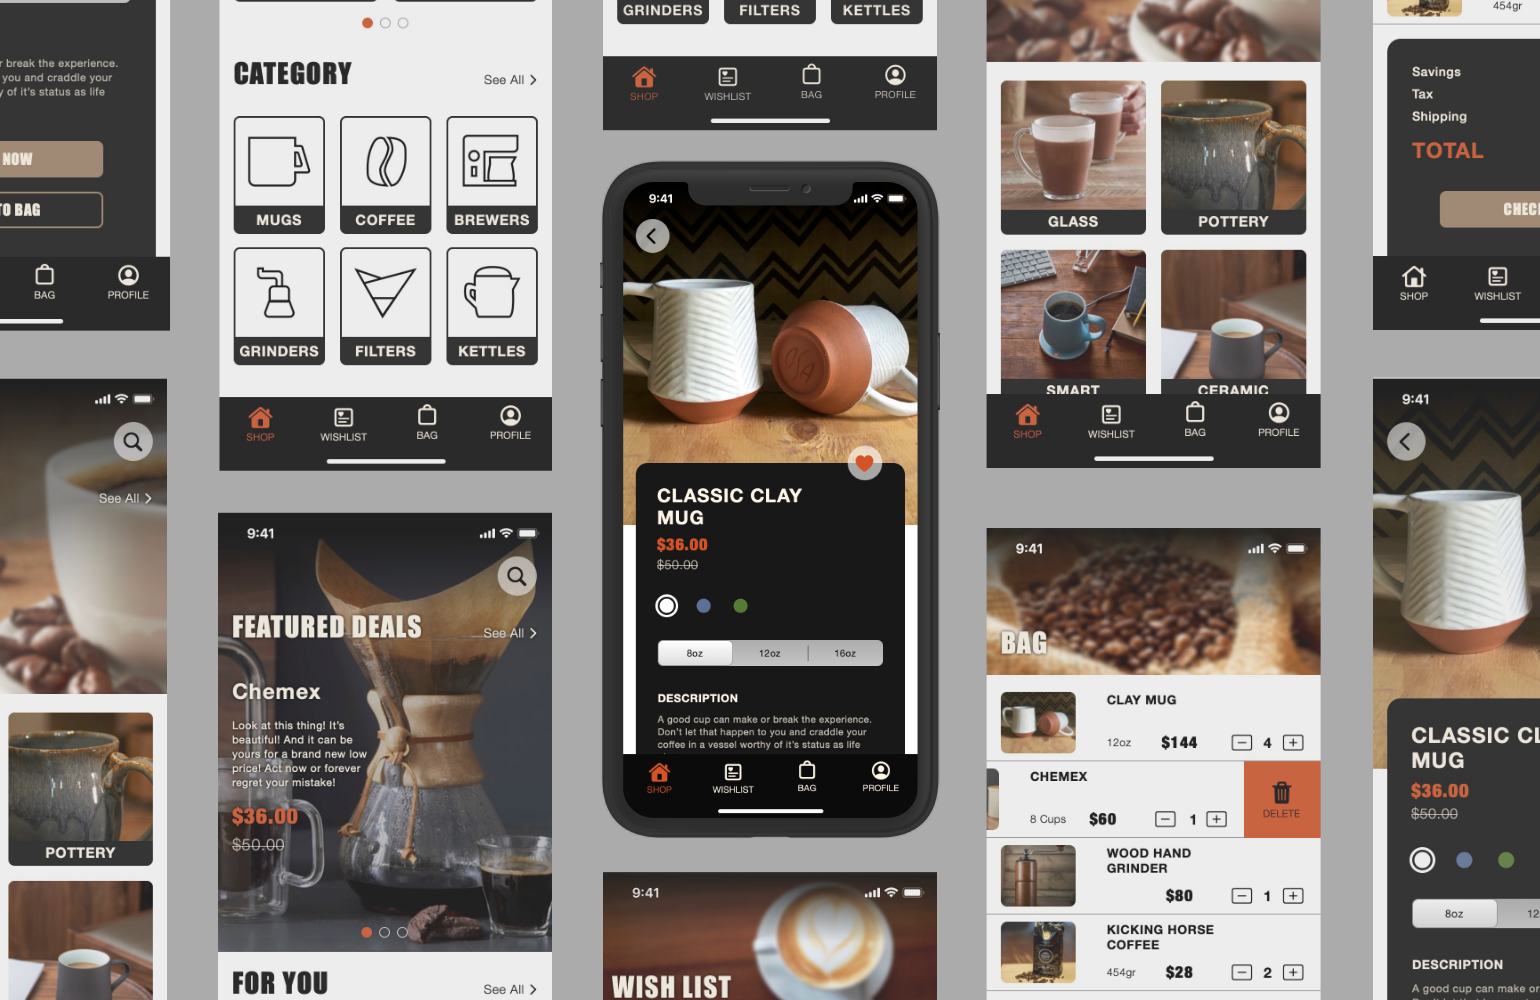 r break the experience.
you and craddle your
y of it's status as life
NOW
TO BAG
BAG
PROFILE
See All
POTTERY
CATEGORY
See All
MUGS
COFFEE
BREWERS
GRINDERS
FILTERS
KETTLES
SHOP
WISHLIST
BAG
PROFILE
9:41
FEATURED DEALS
See All
Chemex
Look at this thing! It's
beautiful! And it can be
yours for a brand new low
price! Act now or forever
regret your mistake!
$36.00
$50.00
FOR YOU
See All
GRINDERS
FILTERS
KETTLES
SHOP
WISHLIST
BAG
PROFILE
9:41
CLASSIC CLAY
MUG
$36.00
$50.00
8oz
12oz
16oz
DESCRIPTION
A good cup can make or break the experience.
Don't let that happen to you and craddle your
coffee in a vessel worthy of it's status as life
SHOP
WISHLIST
BAG
PROFILE
9:41
WISH LIST
GLASS
POTTERY
SMART
CERAMIC
SHOP
WISHLIST
BAG
PROFILE
9:41
BAG
CLAY MUG
12oz
$144
4
CHEMEX
8 Cups
$60
1
DELETE
WOOD HAND
GRINDER
$80
1
KICKING HORSE
COFFEE
454gr
$28
2
454gr
Savings
Tax
Shipping
TOTAL
CHEC
SHOP
WISHLIST
9:41
CLASSIC CL
MUG
$36.00
$50.00
8oz
12
DESCRIPTION
A good cup can make or